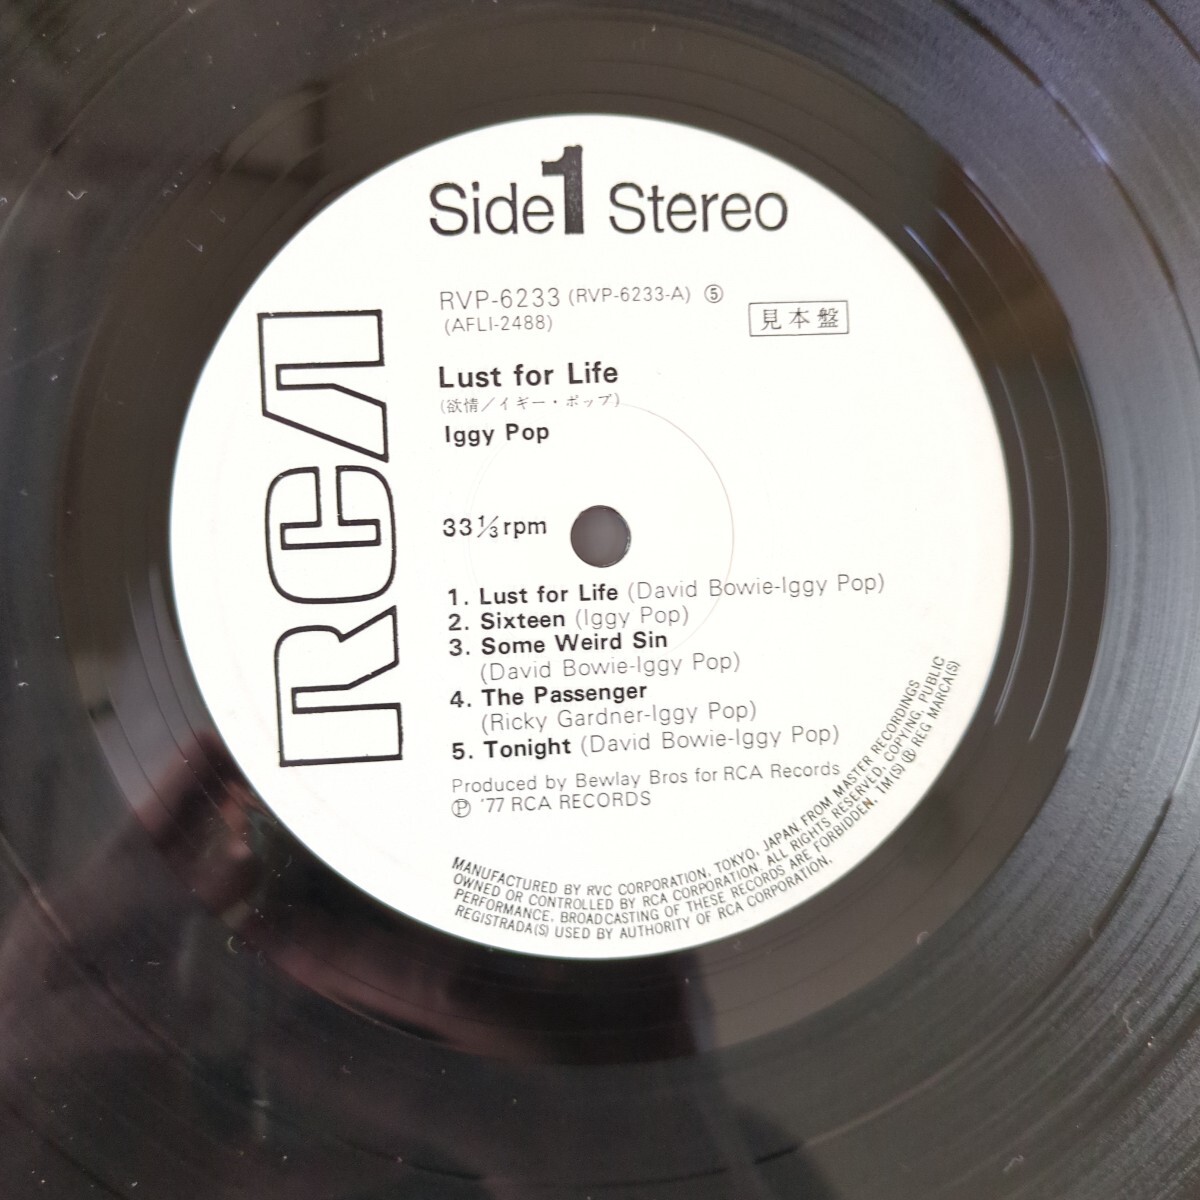 Side 1 Stereo
RVP-6233 (RVP-6233-A) ⑤
(AFLI-2488)
見本盤
Lust for Life
(欲情/イギー・ポップ)
Iggy Pop
RCA
33 1/3 rpm
1. Lust for Life (David Bowie-Iggy Pop)
2. Sixteen (Iggy Pop)
3. Some Weird Sin
(David Bowie-Iggy Pop)
4. The Passenger
(Ricky Gardner-Iggy Pop)
5. Tonight (David Bowie-Iggy Pop)
Produced by Bewlay Bros for RCA Records
Ⓟ '77 RCA RECORDS
MANUFACTURED BY RVC CORPORATION, TOKYO, JAPAN FROM MASTER RECORDINGS
OWNED OR CONTROLLED BY RCA CORPORATION. ALL RIGHTS RESERVED, COPYING, PUBLIC
PERFORMANCE, BROADCASTING OF THESE RECORDS ARE FORBIDDEN. TM(S) ® REG MARCA(S)
REGISTRADA(S) USED BY AUTHORITY OF RCA CORPORATION.